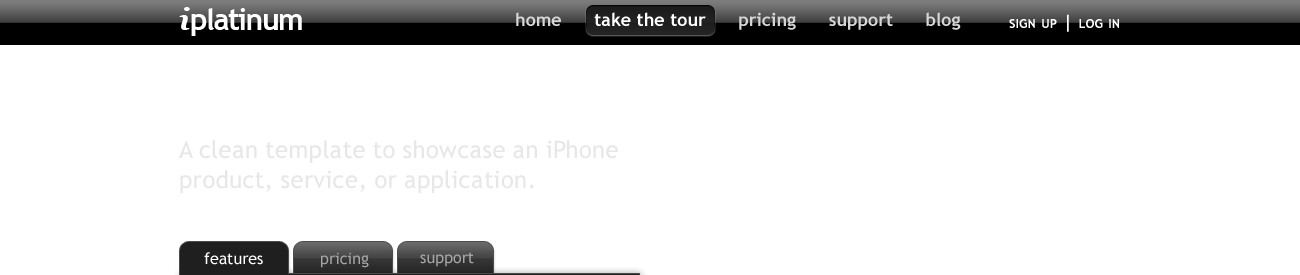 iplatinum
home take the tour pricing support blog SIGN UP | LOG IN
A clean template to showcase an iPhone
product, service, or application.
features pricing support